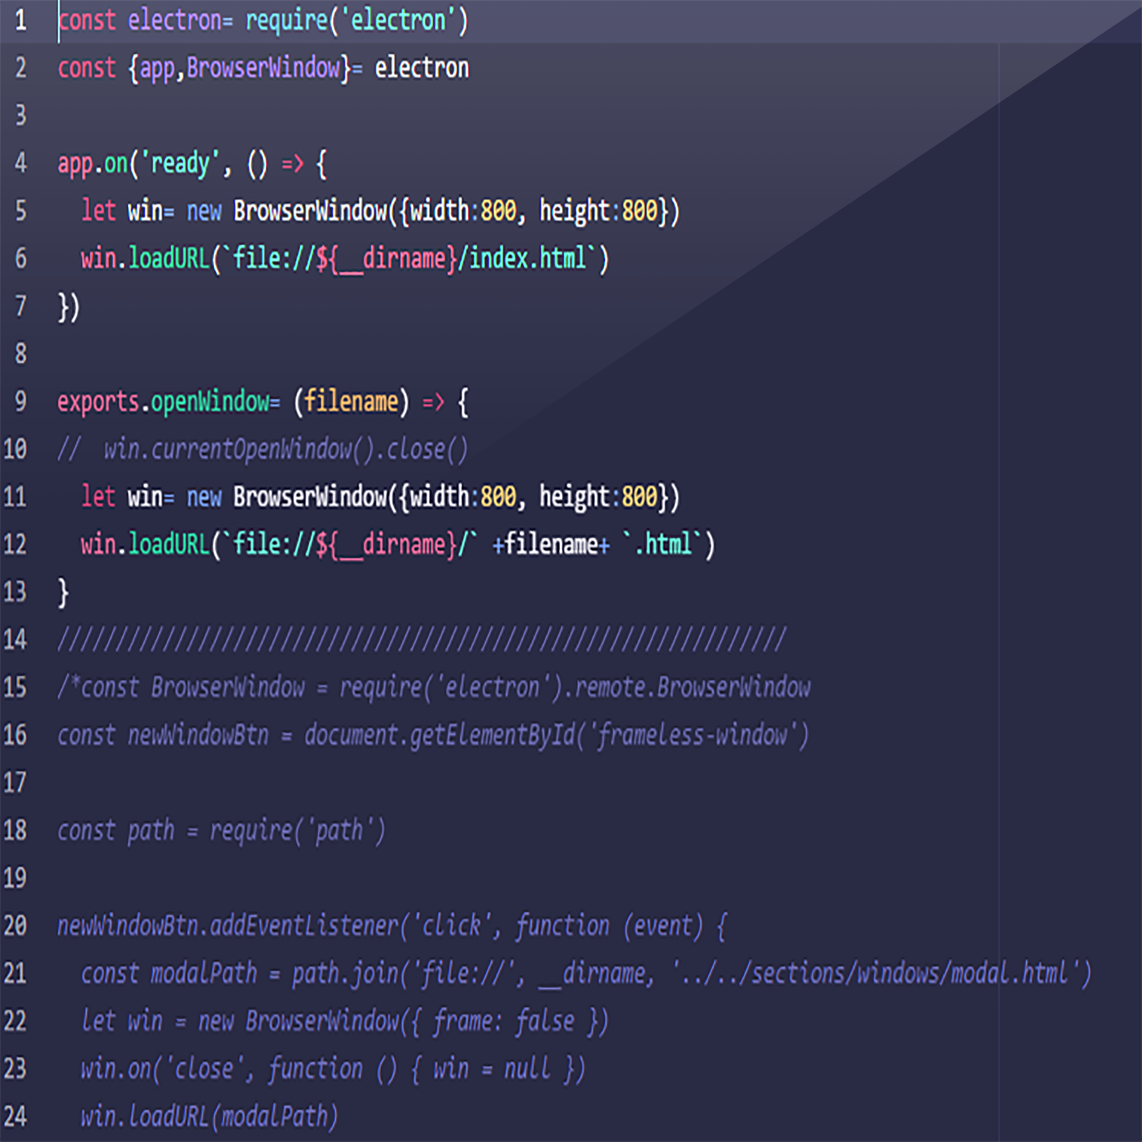 1 const electron= require('electron')
2 const {app,BrowserWindow}= electron
3
4 app.on('ready', () => {
5   let win= new BrowserWindow({width:800, height:800})
6   win.loadURL(`file://${__dirname}/index.html`)
7 })
8
9 exports.openWindow= (filename) => {
10 //  win.currentOpenWindow().close()
11   let win= new BrowserWindow({width:800, height:800})
12   win.loadURL(`file://${__dirname}/` +filename+ `.html`)
13 }
14 //////////////////////////////////////////////////////////////
15 /*const BrowserWindow = require('electron').remote.BrowserWindow
16 const newWindowBtn = document.getElementById('frameless-window')
17
18 const path = require('path')
19
20 newWindowBtn.addEventListener('click', function (event) {
21   const modalPath = path.join('file://', __dirname, '../../sections/windows/modal.html')
22   let win = new BrowserWindow({ frame: false })
23   win.on('close', function () { win = null })
24   win.loadURL(modalPath)